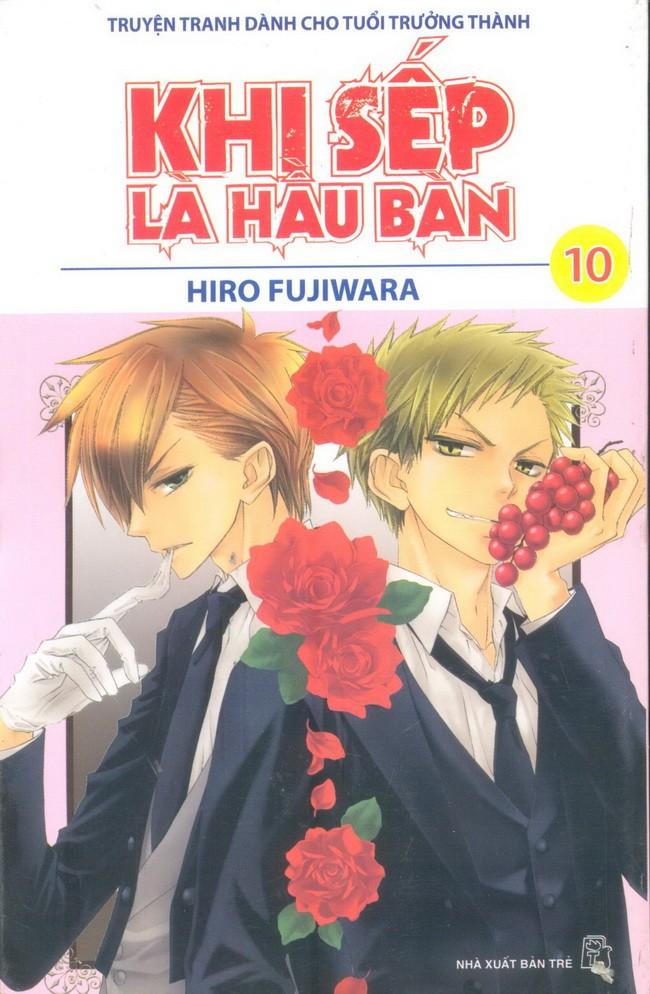 TRUYỆN TRANH DÀNH CHO TUỔI TRƯỞNG THÀNH
KHI SẾP
LÀ HẦU BÀN
10
HIRO FUJIWARA
NHÀ XUẤT BẢN TRẺ